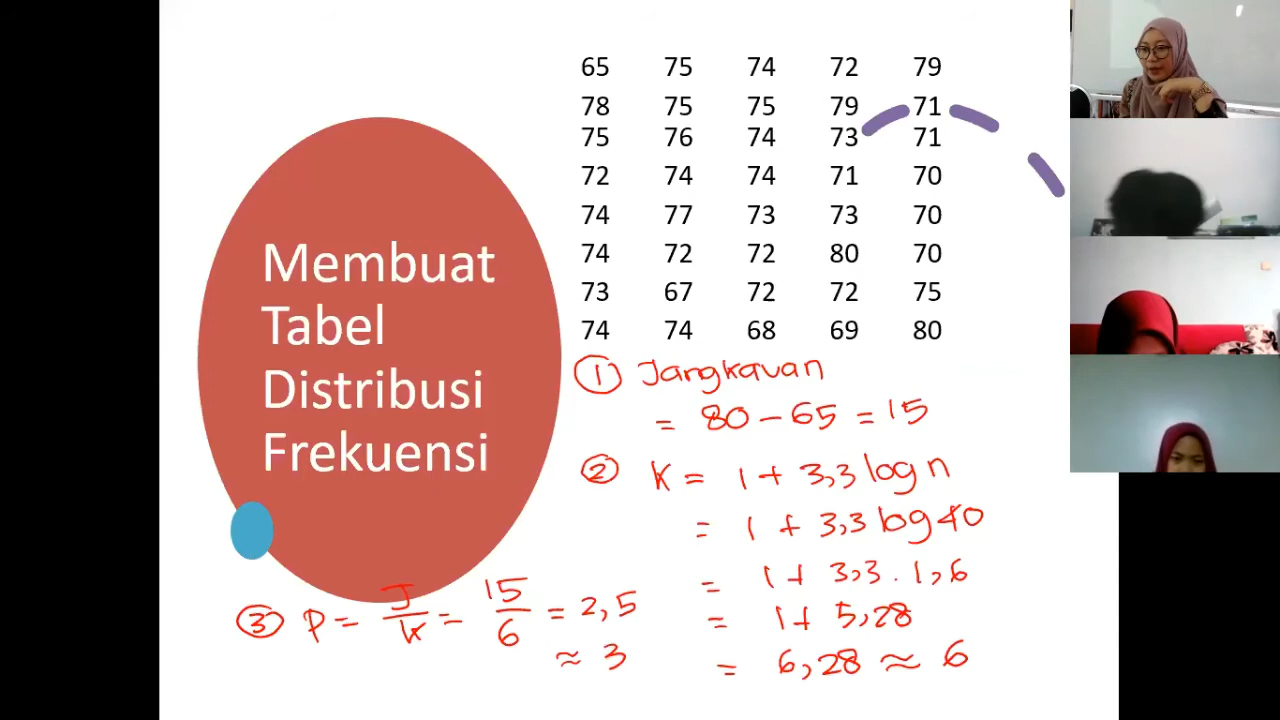 Membuat
Tabel
Distribusi
Frekuensi
65 75 74 72 79
78 75 75 79 71
75 76 74 73 71
72 74 74 71 70
74 77 73 73 70
74 72 72 80 70
73 67 72 72 75
74 74 68 69 80
① Jangkauan
= 80 – 65 = 15
② K = 1 + 3,3 log n
= 1 + 3,3 log 40
= 1 + 3,3 . 1,6
= 1 + 5,28
= 6,28 ≈ 6
③ P = J/K = 15/6 = 2,5
≈ 3